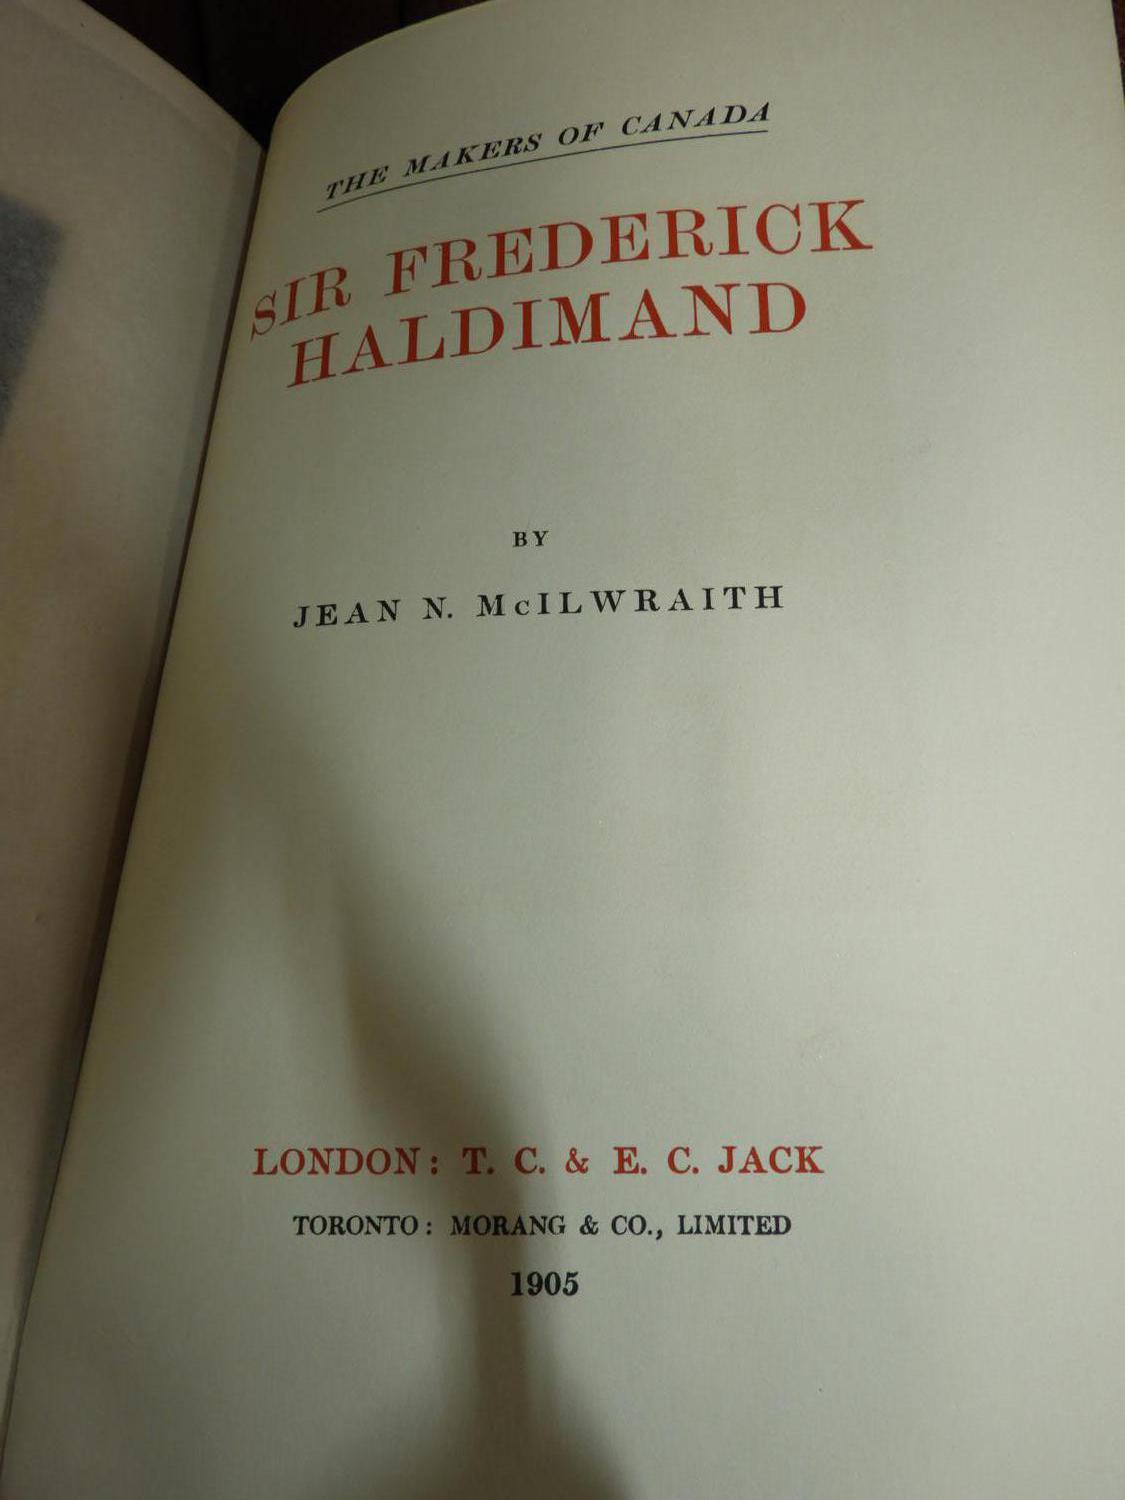 THE MAKERS OF CANADA
SIR FREDERICK
HALDIMAND
BY
JEAN N. McILWRAITH
LONDON: T. C. & E. C. JACK
TORONTO: MORANG & CO., LIMITED
1905